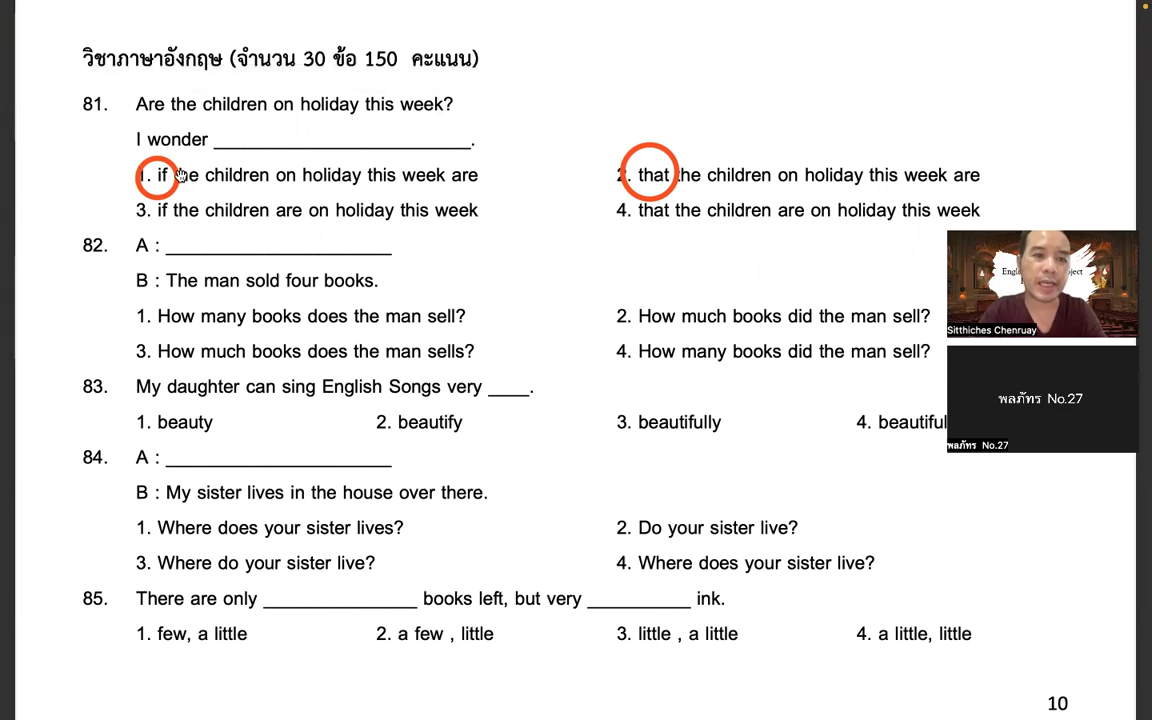 วิชาภาษาอังกฤษ (จำนวน 30 ข้อ 150 คะแนน)
81. Are the children on holiday this week?
I wonder ______________________.
1. if the children on holiday this week are 2. that the children on holiday this week are
3. if the children are on holiday this week 4. that the children are on holiday this week
82. A : ____________________
B : The man sold four books.
1. How many books does the man sell? 2. How much books did the man sell?
3. How much books does the man sells? 4. How many books did the man sell?
83. My daughter can sing English Songs very ____.
1. beauty 2. beautify 3. beautifully 4. beautiful
84. A : ____________________
B : My sister lives in the house over there.
1. Where does your sister lives? 2. Do your sister live?
3. Where do your sister live? 4. Where does your sister live?
85. There are only ______________ books left, but very __________ ink.
1. few, a little 2. a few , little 3. little , a little 4. a little, little
10
Sitthiches Chenruay
พลภัทร No.27
พลภัทร No.27